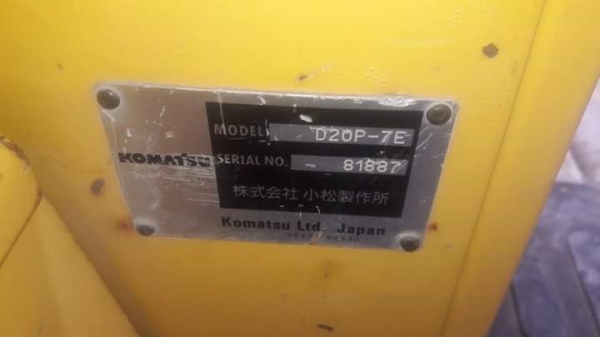 MODEL D20P-7E
KOMATSU SERIAL NO. 81887
株式会社 小松製作所
Komatsu Ltd. Japan